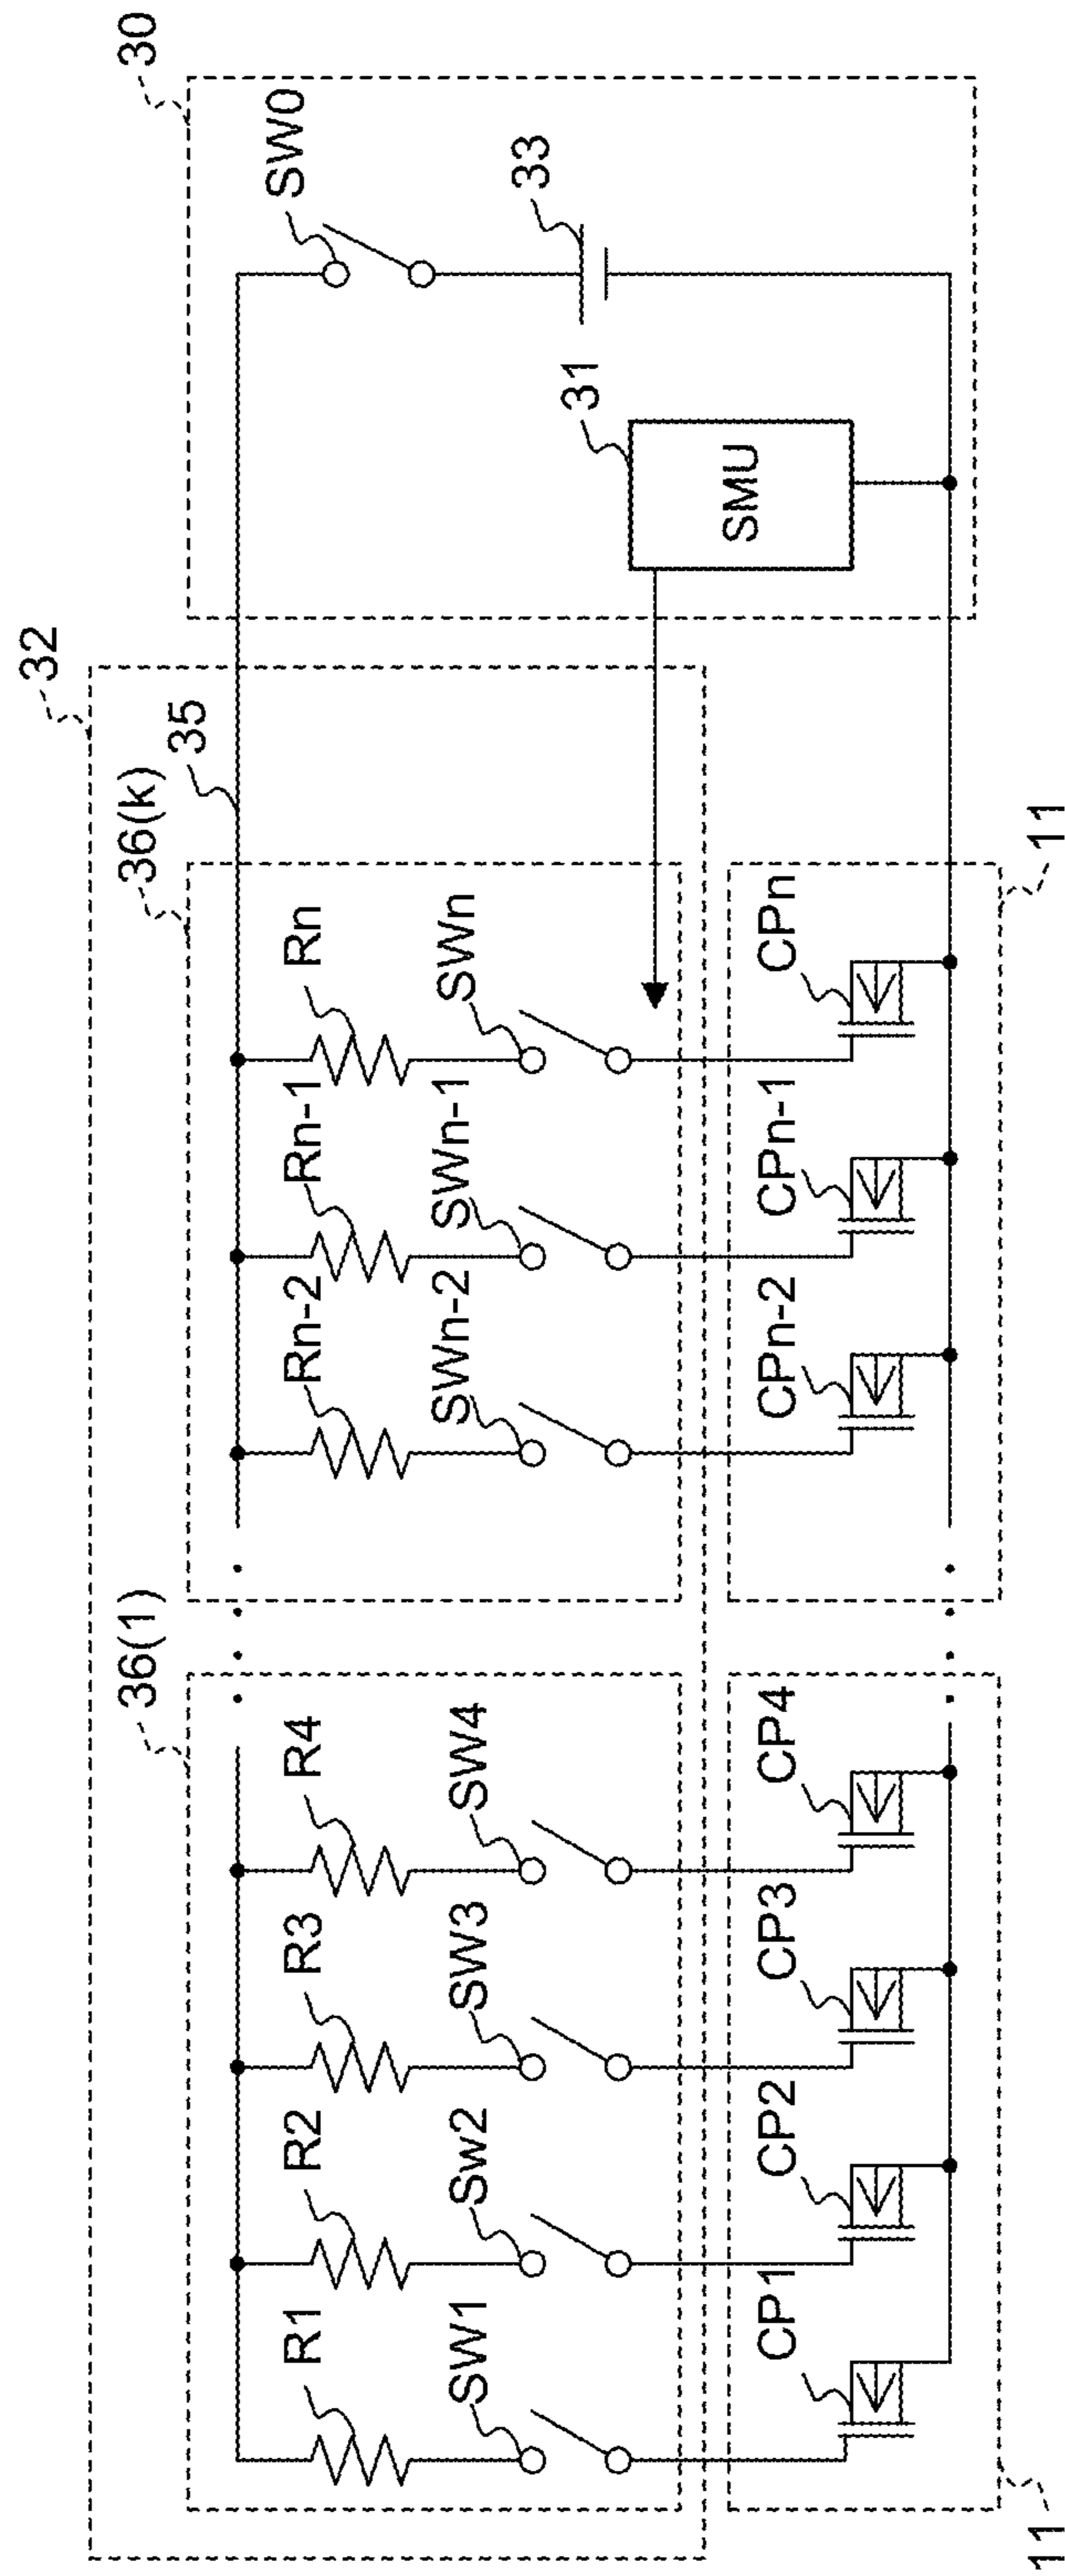 32
30
36(1)
36(k)
35
R1
R2
R3
R4
Rn-2
Rn-1
Rn
SW0
SW1
Sw2
SW3
SW4
SWn-2
SWn-1
SWn
33
31
SMU
CP1
CP2
CP3
CP4
CPn-2
CPn-1
CPn
11
11